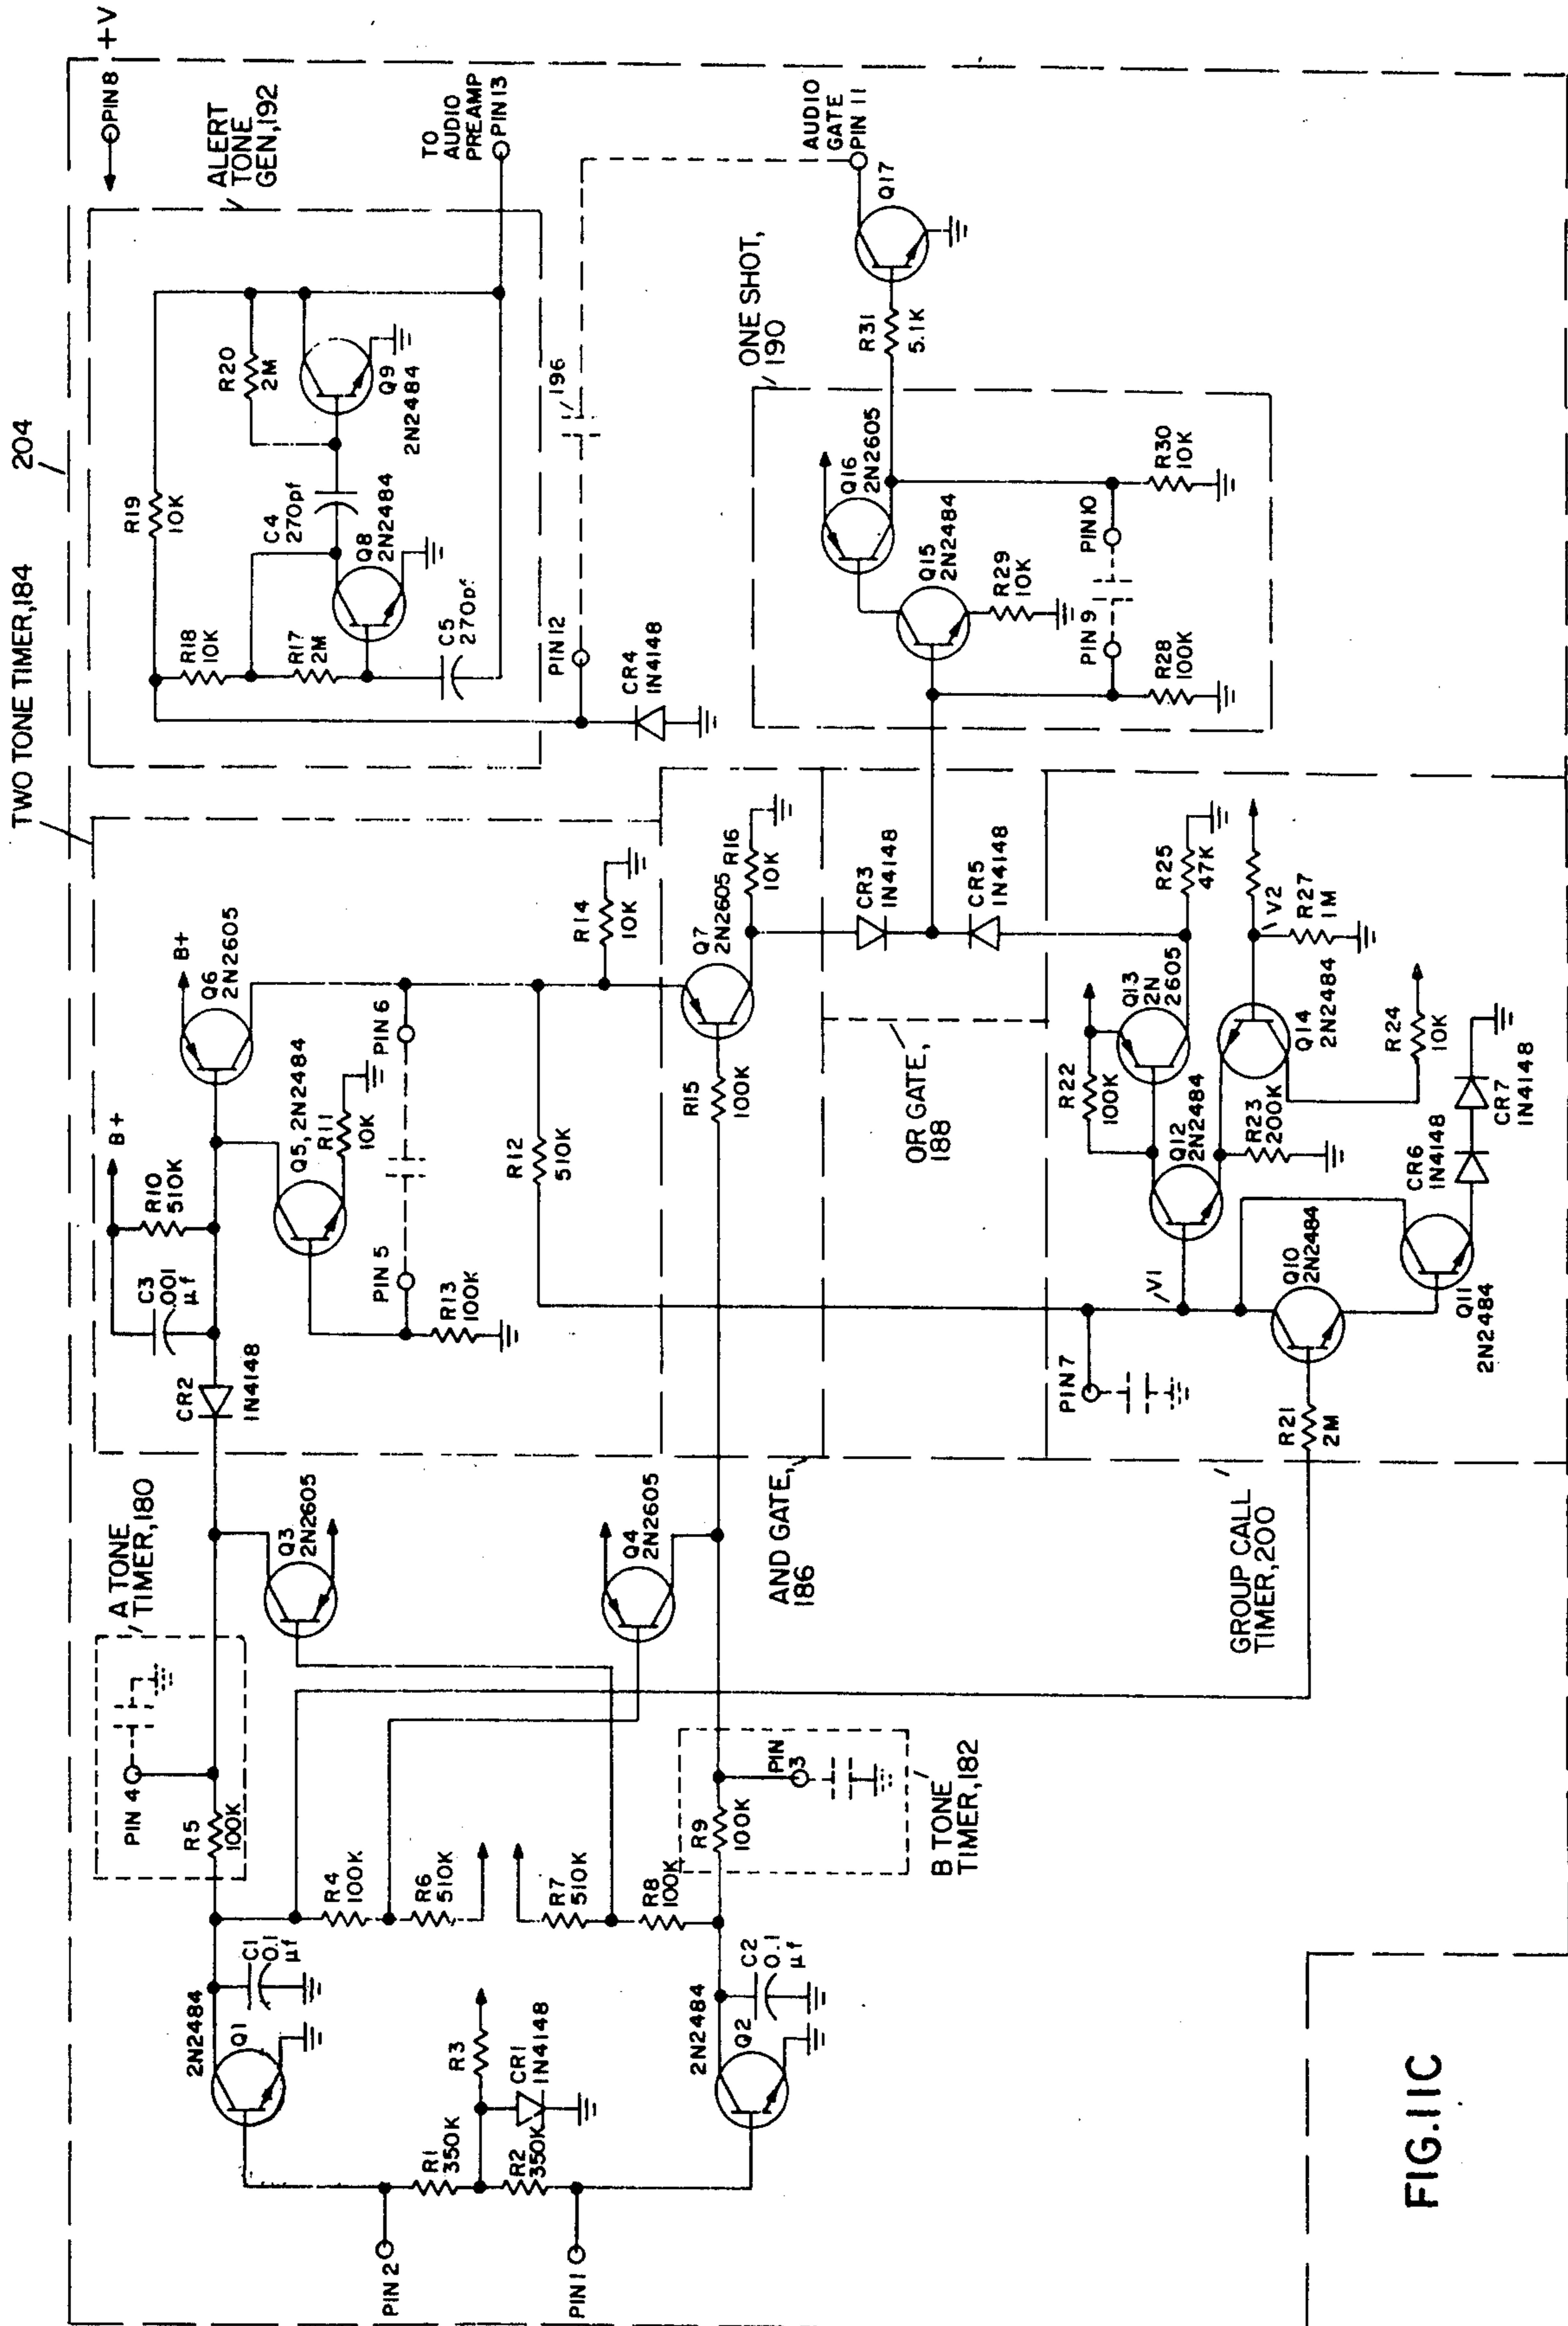 TWO TONE TIMER,184
204
PIN 8
+V
ALERT
TONE
GEN,192
TO
AUDIO
PREAMP
PIN 13
R19
10K
R20
2M
R18
10K
R17
2M
C4
270pf
Q8
2N2484
Q9
2N2484
C5
270pf
PIN 12
196
CR4
1N4148
AUDIO
GATE
PIN 11
Q17
R31
5.1K
ONE SHOT,
190
Q16
2N2605
Q15
2N2484
R29
10K
PIN 9
PIN 10
R28
100K
R30
10K
B+
B+
Q6
2N2605
R10
510K
C3
.001
µf
CR2
1N4148
Q5, 2N2484
R11
10K
PIN 5
PIN 6
R13
100K
R12
510K
R14
10K
Q7
2N2605
R16
10K
R15
100K
CR3
1N4148
CR5
1N4148
OR GATE,
188
AND GATE,
186
R25
47K
Q13
2N
2605
R22
100K
Q12
2N2484
R23
200K
V2
R27
1M
Q14
2N2484
R24
10K
CR6
1N4148
CR7
1N4148
V1
Q10
2N2484
Q11
2N2484
PIN 7
R21
2M
GROUP CALL
TIMER,200
A TONE
TIMER,180
PIN 4
R5
100K
Q3
2N2605
Q4
2N2605
R4
100K
R6
510K
R7
510K
R8
100K
R9
100K
PIN
3
B TONE
TIMER,182
2N2484
Q1
C1
0.1
µf
R3
CR1
1N4148
2N2484
Q2
C2
0.1
µf
R1
350K
R2
350K
PIN 2
PIN 1
FIG.11C